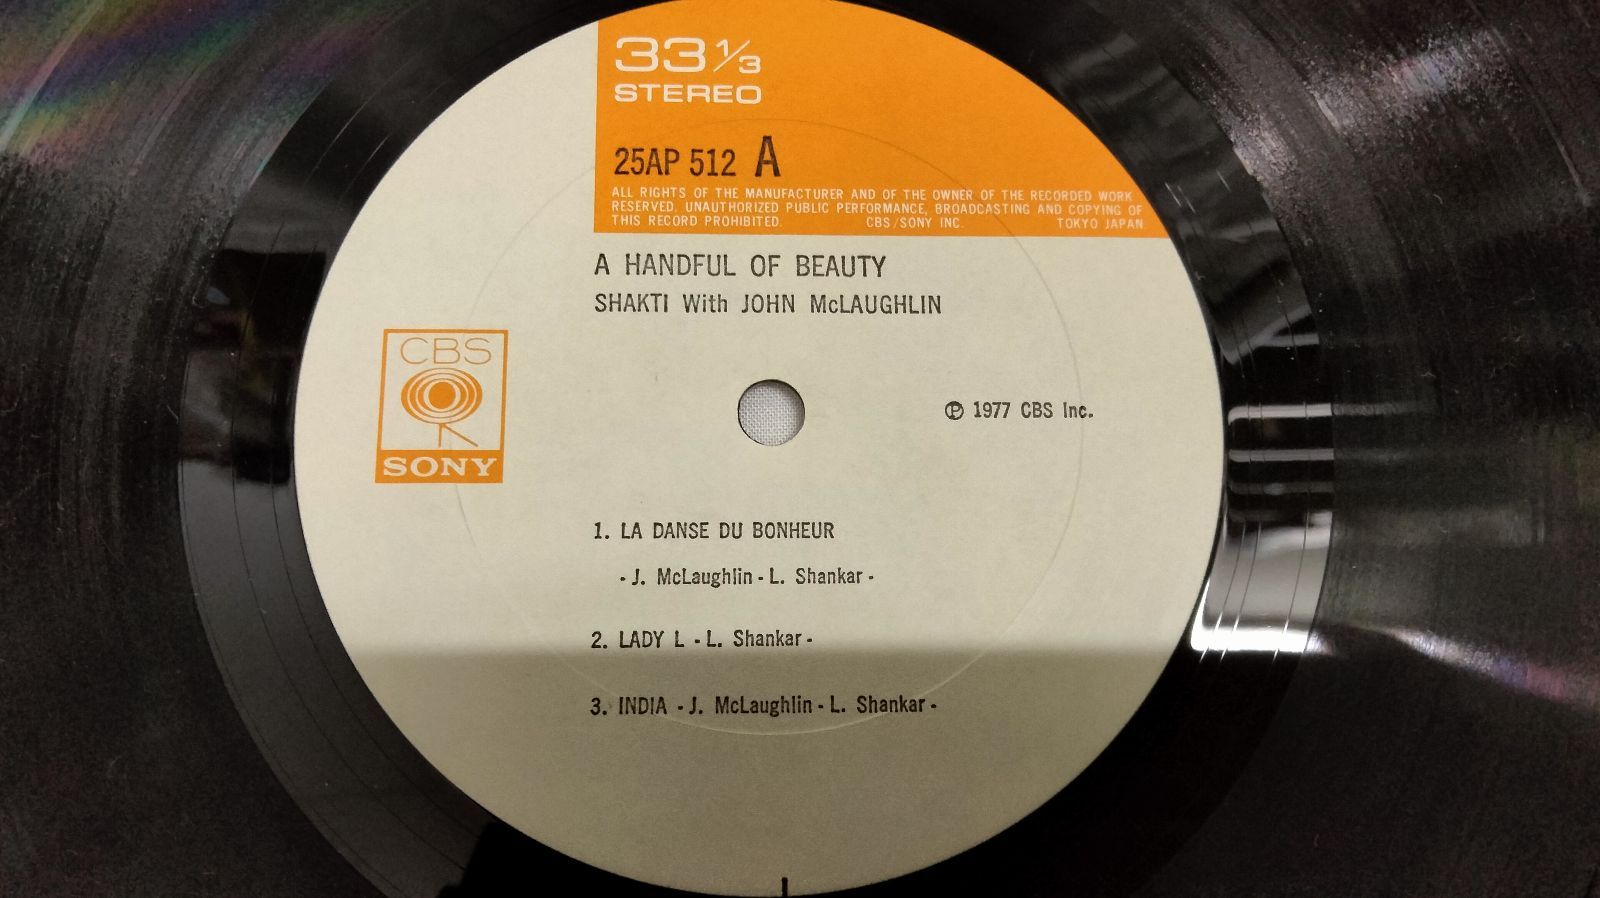 33 1/3
STEREO
25AP 512 A
ALL RIGHTS OF THE MANUFACTURER AND OF THE OWNER OF THE RECORDED WORK
RESERVED. UNAUTHORIZED PUBLIC PERFORMANCE, BROADCASTING AND COPYING OF
THIS RECORD PROHIBITED. CBS/SONY INC. TOKYO JAPAN.
A HANDFUL OF BEAUTY
SHAKTI With JOHN McLAUGHLIN
CBS
SONY
℗ 1977 CBS Inc.
1. LA DANSE DU BONHEUR
- J. McLaughlin - L. Shankar -
2. LADY L - L. Shankar -
3. INDIA - J. McLaughlin - L. Shankar -